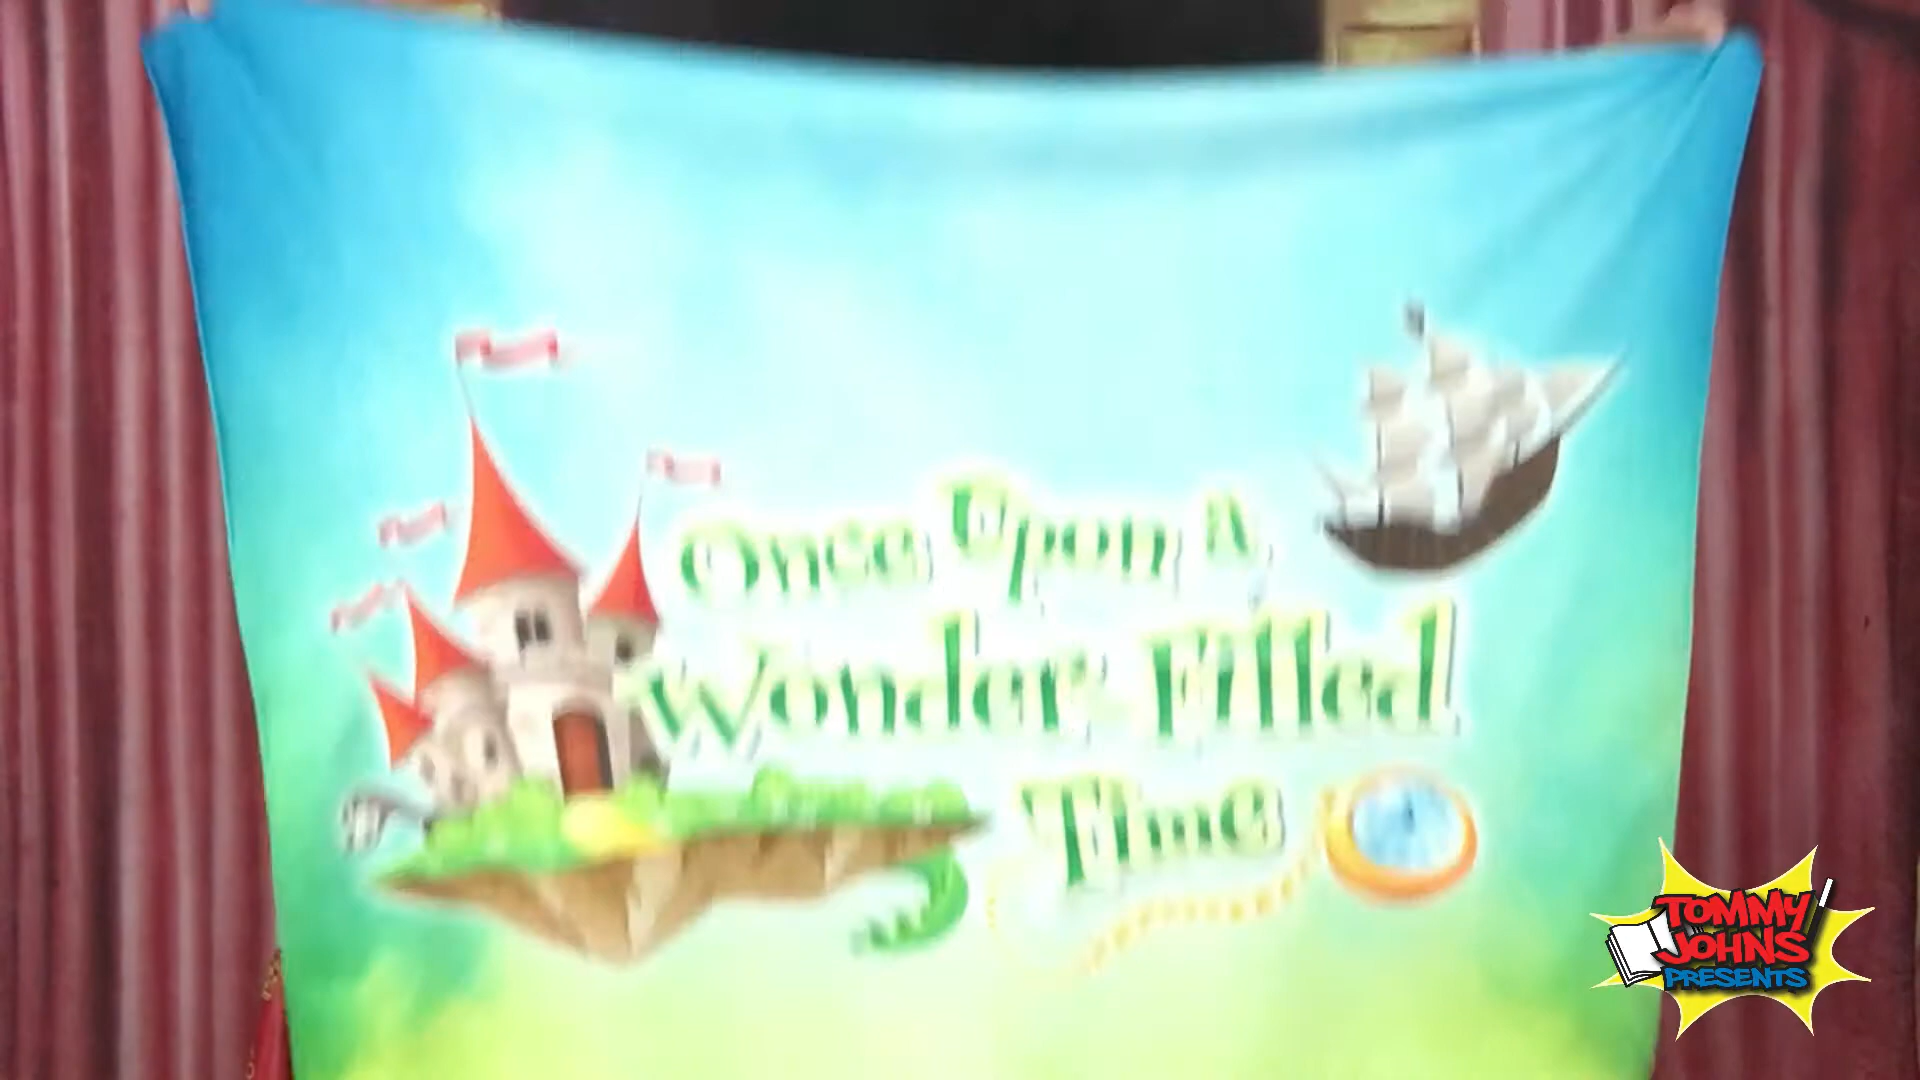 Once Upon a
Wonder Filled
Time
TOMMY
JOHNS
PRESENTS